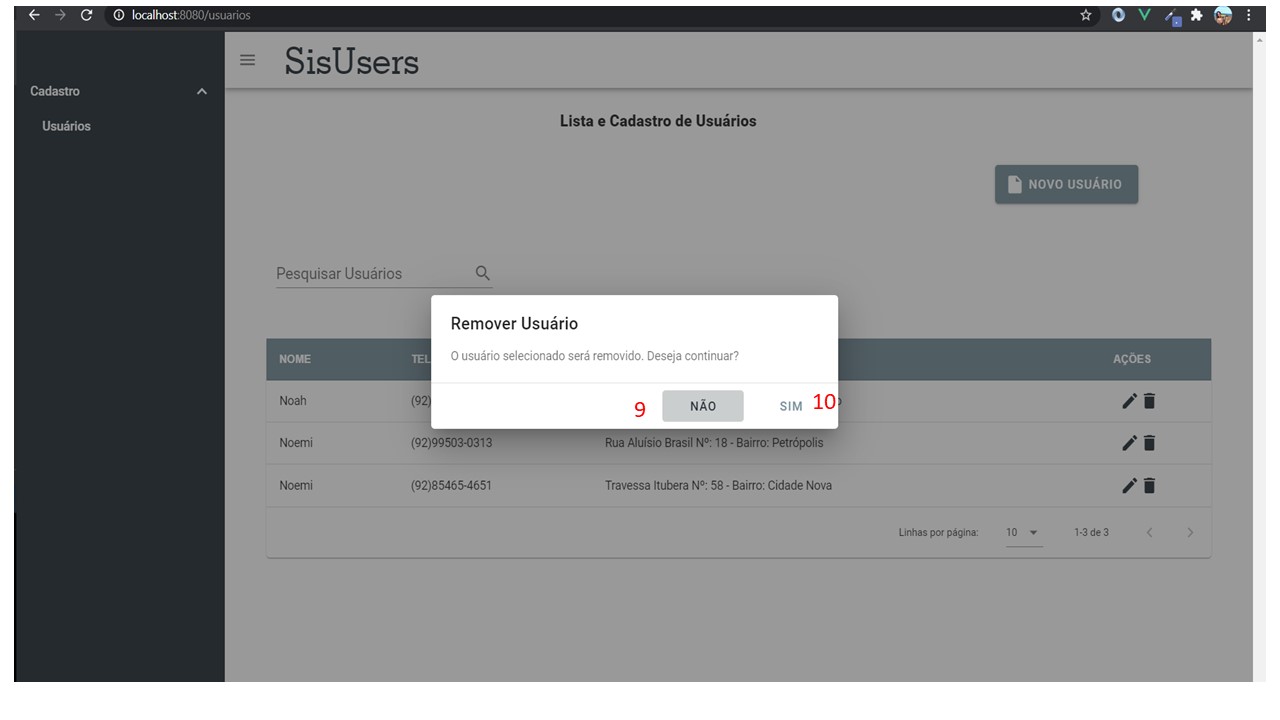 localhost:8080/usuarios
SisUsers
Cadastro
Usuários
Lista e Cadastro de Usuários
NOVO USUÁRIO
Pesquisar Usuários
Remover Usuário
O usuário selecionado será removido. Deseja continuar?
9 NÃO SIM 10
NOME TEL AÇÕES
Noah (92)
Noemi (92)99503-0313 Rua Aluísio Brasil Nº: 18 - Bairro: Petrópolis
Noemi (92)85465-4651 Travessa Itubera Nº: 58 - Bairro: Cidade Nova
Linhas por página: 10 1-3 de 3